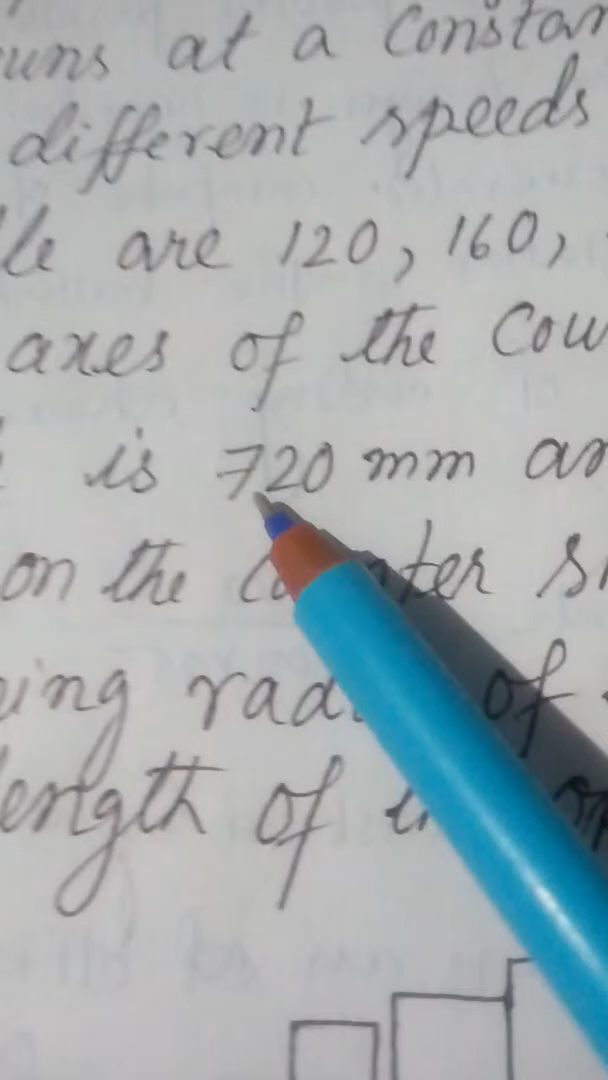 uns at a constan
different speeds
le are 120, 160,
axes of the cou
is 720 mm an
on the
ing of
length of